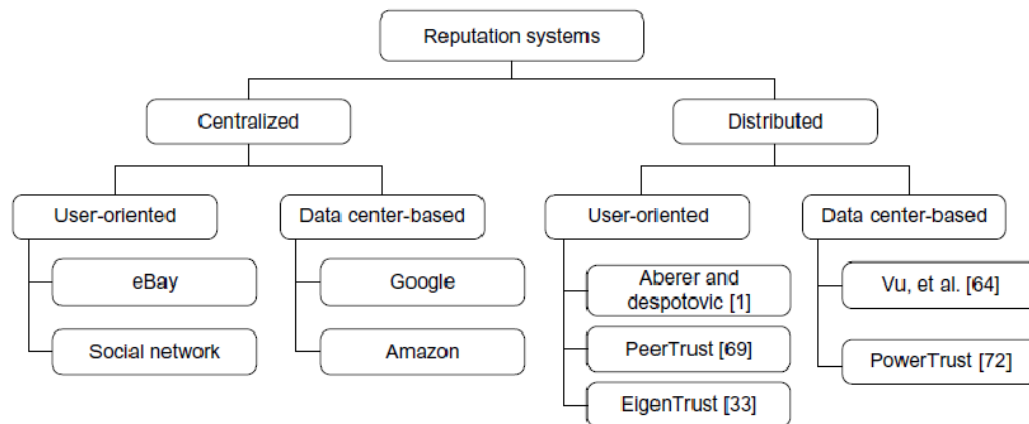 Reputation systems
Centralized
Distributed
User-oriented
Data center-based
User-oriented
Data center-based
eBay
Google
Aberer and
despotovic [1]
Vu, et al. [64]
Social network
Amazon
PeerTrust [69]
PowerTrust [72]
EigenTrust [33]